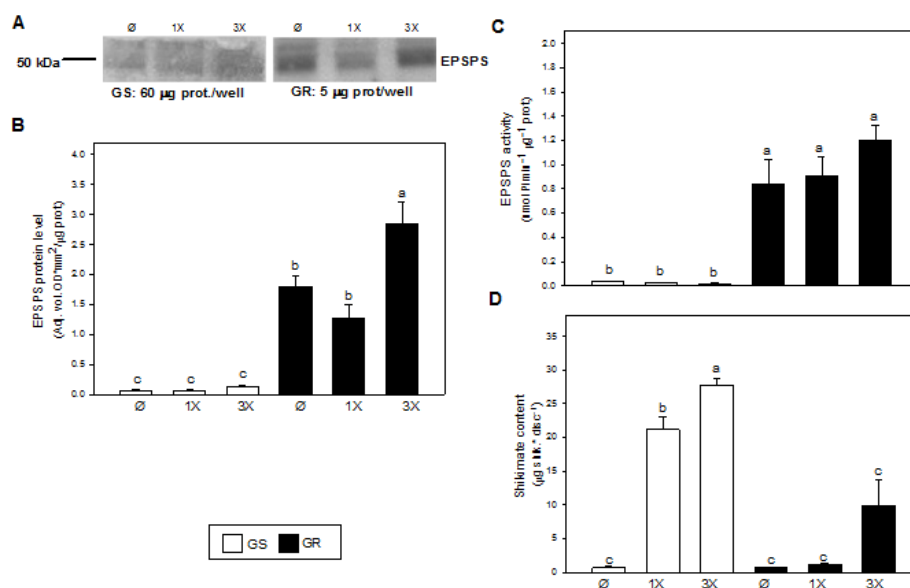 A
Ø 1X 3X Ø 1X 3X
50 kDa
EPSPS
GS: 60 µg prot./well GR: 5 µg prot/well
B
EPSPS protein level
(Adj. vol. OD*mm²/µg prot)
4.0
3.5
3.0
2.5
2.0
1.5
1.0
0.5
0.0
c c c b b a
Ø 1X 3X Ø 1X 3X
GS GR
C
EPSPS activity
(nmol Pi min⁻¹ µg⁻¹ prot)
2.0
1.8
1.6
1.4
1.2
1.0
0.8
0.6
0.4
0.2
0.0
b b b a a a
D
Shikimate content
(µg shik.* disc⁻¹)
35
30
25
20
15
10
5
0
c b a c c c
Ø 1X 3X Ø 1X 3X